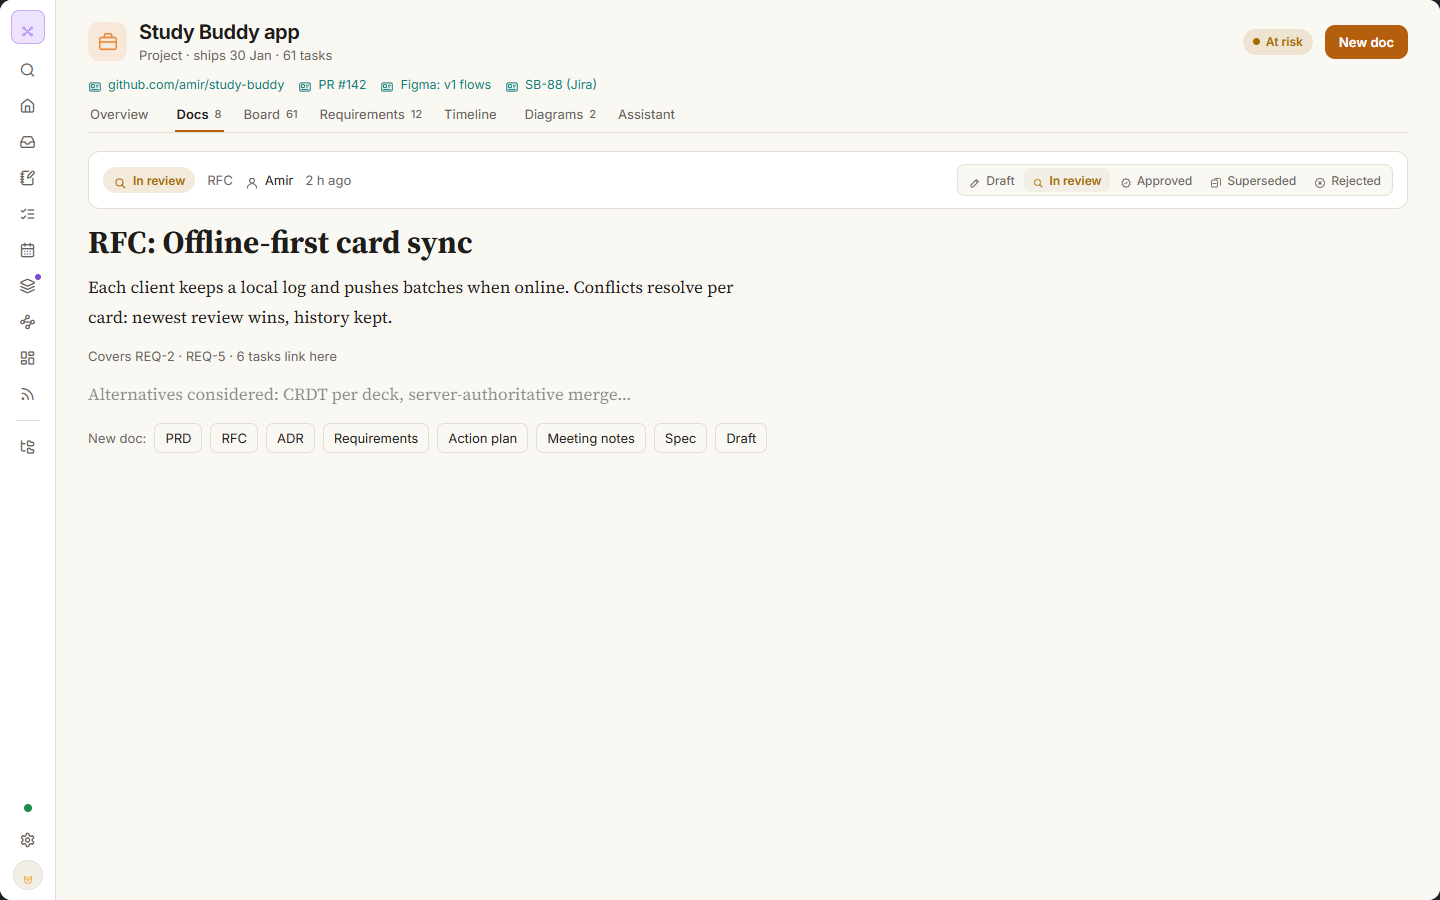 Study Buddy app
Project · ships 30 Jan · 61 tasks
At risk
New doc
github.com/amir/study-buddy
PR #142
Figma: v1 flows
SB-88 (Jira)
Overview
Docs 8
Board 61
Requirements 12
Timeline
Diagrams 2
Assistant
In review
RFC
Amir
2 h ago
Draft
In review
Approved
Superseded
Rejected
RFC: Offline-first card sync
Each client keeps a local log and pushes batches when online. Conflicts resolve per
card: newest review wins, history kept.
Covers REQ-2 · REQ-5 · 6 tasks link here
Alternatives considered: CRDT per deck, server-authoritative merge...
New doc:
PRD
RFC
ADR
Requirements
Action plan
Meeting notes
Spec
Draft